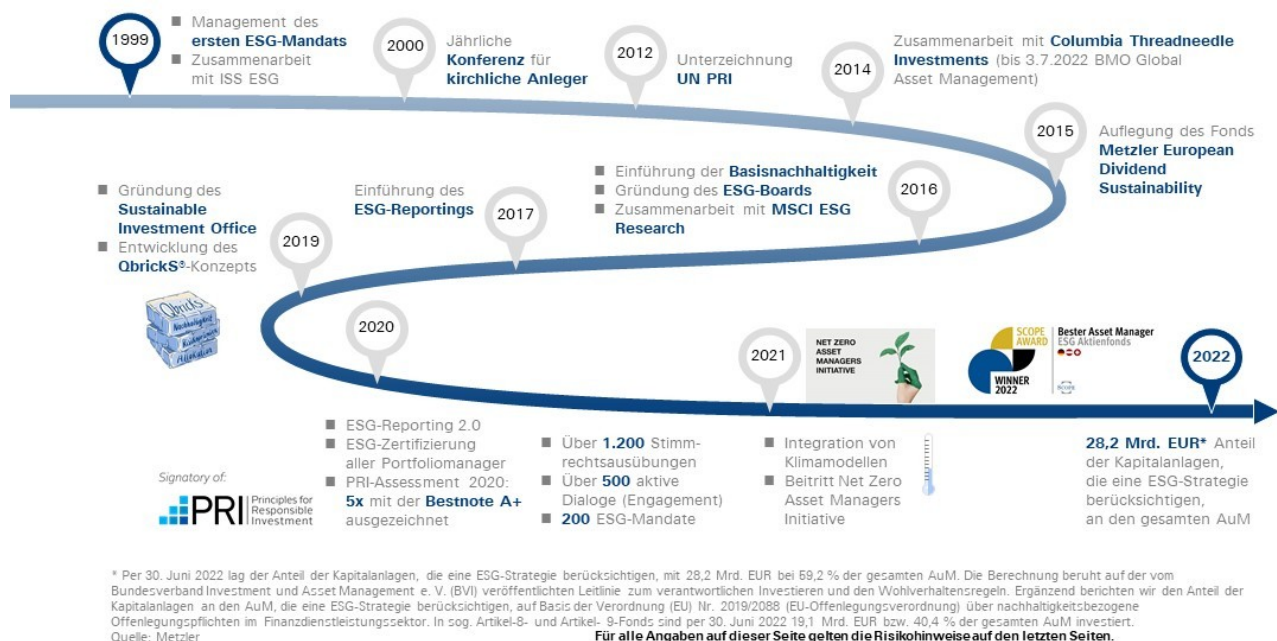 1999
Management des
ersten ESG-Mandats
Zusammenarbeit
mit ISS ESG
2000
Jährliche
Konferenz für
kirchliche Anleger
2012
Unterzeichnung
UN PRI
2014
Zusammenarbeit mit Columbia Threadneedle
Investments (bis 3.7.2022 BMO Global
Asset Management)
2015
Auflegung des Fonds
Metzler European
Dividend
Sustainability
2016
Einführung der Basisnachhaltigkeit
Gründung des ESG-Boards
Zusammenarbeit mit MSCI ESG
Research
2017
Einführung des
ESG-Reportings
2019
Gründung des
Sustainable
Investment Office
Entwicklung des
QbrickS®-Konzepts
QbrickS
Nachhaltigkeit
Risikoprämien
Allokation
2020
ESG-Reporting 2.0
ESG-Zertifizierung
aller Portfoliomanager
PRI-Assessment 2020:
5x mit der Bestnote A+
ausgezeichnet
Signatory of:
PRI Principles for
Responsible
Investment
Über 1.200 Stimm-
rechtsausübungen
Über 500 aktive
Dialoge (Engagement)
200 ESG-Mandate
2021
NET ZERO
ASSET
MANAGERS
INITIATIVE
Integration von
Klimamodellen
Beitritt Net Zero
Asset Managers
Initiative
SCOPE
AWARD
WINNER
2022
Bester Asset Manager
ESG Aktienfonds
SCOPE
2022
28,2 Mrd. EUR* Anteil
der Kapitalanlagen,
die eine ESG-Strategie
berücksichtigen,
an den gesamten AuM
* Per 30. Juni 2022 lag der Anteil der Kapitalanlagen, die eine ESG-Strategie berücksichtigen, mit 28,2 Mrd. EUR bei 59,2 % der gesamten AuM. Die Berechnung beruht auf der vom
Bundesverband Investment und Asset Management e. V. (BVI) veröffentlichten Leitlinie zum verantwortlichen Investieren und den Wohlverhaltensregeln. Ergänzend berichten wir den Anteil der
Kapitalanlagen an den AuM, die eine ESG-Strategie berücksichtigen, auf Basis der Verordnung (EU) Nr. 2019/2088 (EU-Offenlegungsverordnung) über nachhaltigkeitsbezogene
Offenlegungspflichten im Finanzdienstleistungssektor. In sog. Artikel-8- und Artikel- 9-Fonds sind per 30. Juni 2022 19,1 Mrd. EUR bzw. 40,4 % der gesamten AuM investiert.
Quelle: Metzler
Für alle Angaben auf dieser Seite gelten die Risikohinweise auf den letzten Seiten.